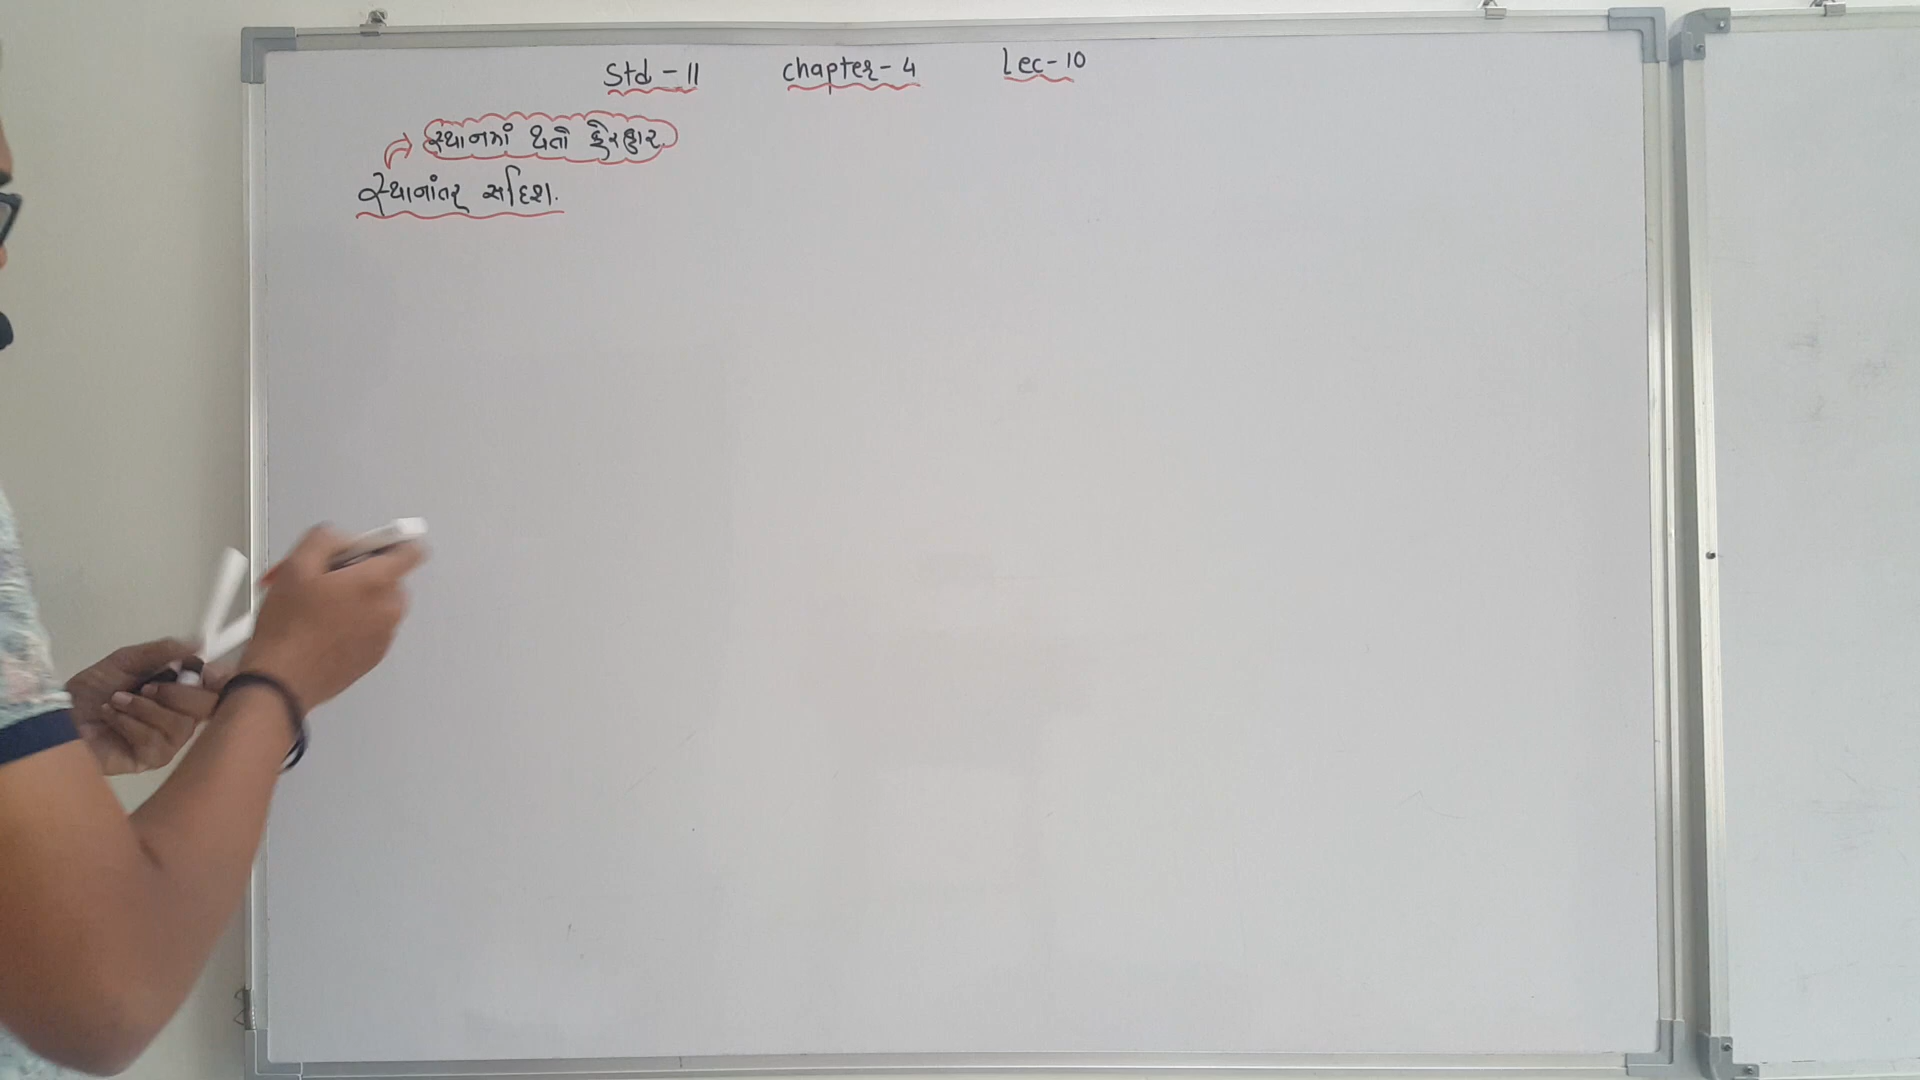 Std - 11 Chapter - 4 Lec - 10
સ્થાનમાં થતો ફેરફાર.
સ્થાનાંતર સદિશ.